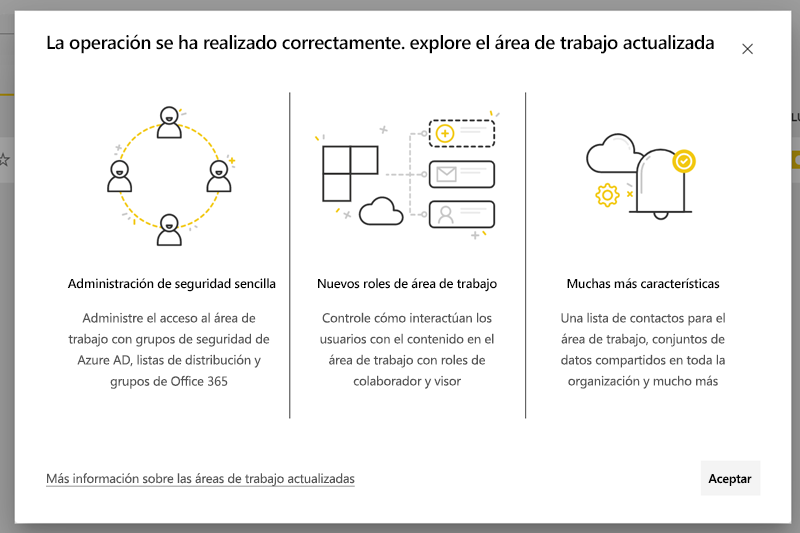 La operación se ha realizado correctamente. explore el área de trabajo actualizada
Administración de seguridad sencilla
Administre el acceso al área de
trabajo con grupos de seguridad de
Azure AD, listas de distribución y
grupos de Office 365
Nuevos roles de área de trabajo
Controle cómo interactúan los
usuarios con el contenido en el
área de trabajo con roles de
colaborador y visor
Muchas más características
Una lista de contactos para el
área de trabajo, conjuntos de
datos compartidos en toda la
organización y mucho más
Más información sobre las áreas de trabajo actualizadas
Aceptar